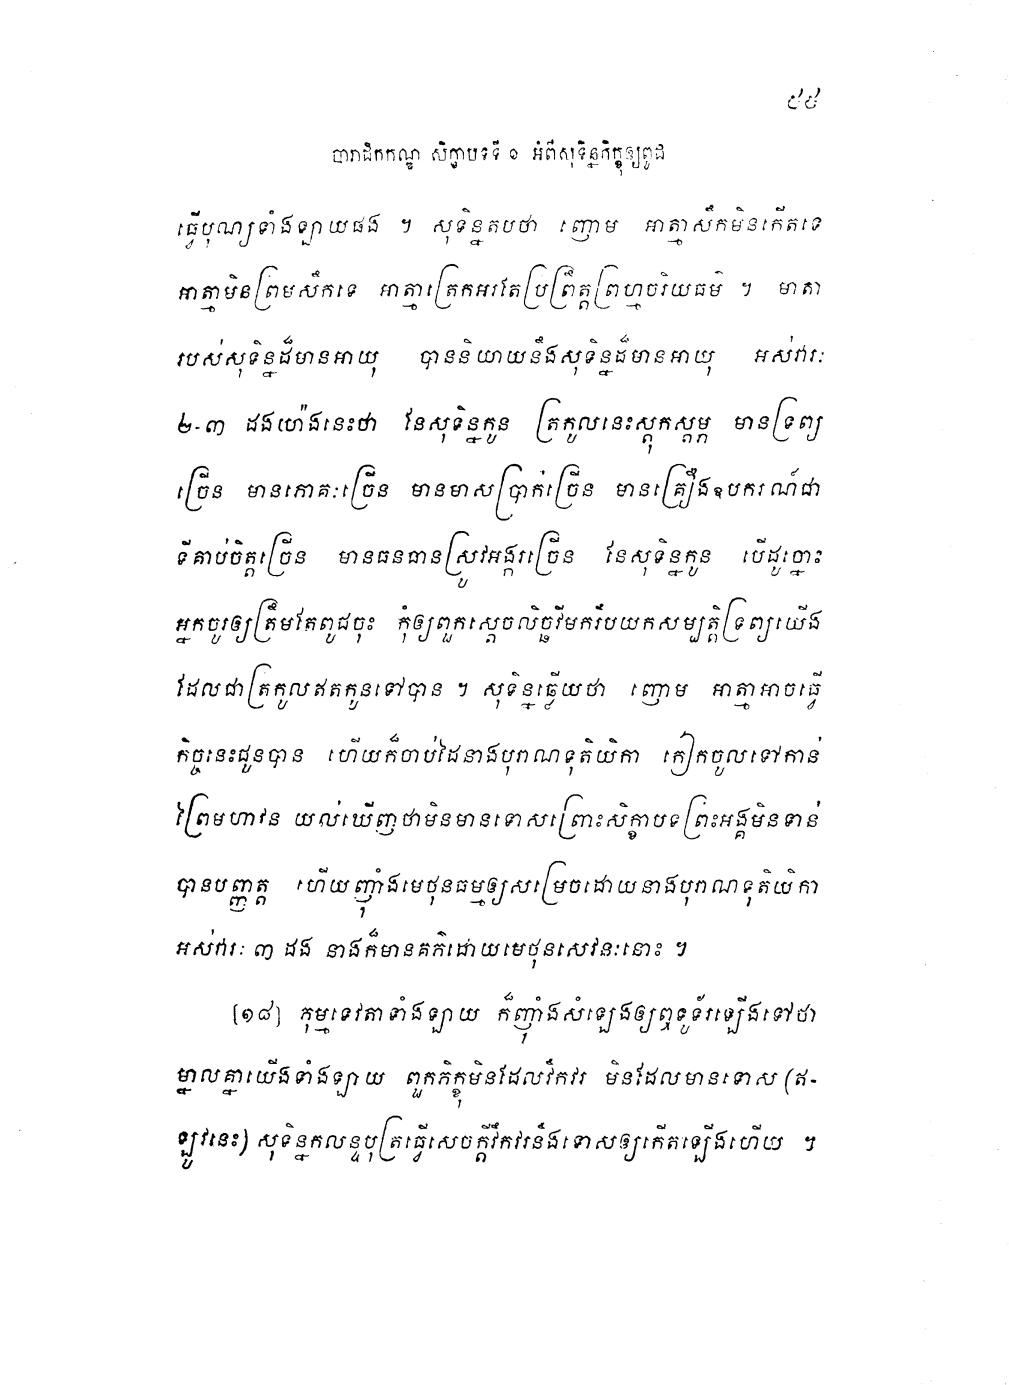 ៩៩
បារាជិកកណ្ឌ សិក្ខាបទទី ១ អំពីសុទិន្នភិក្ខុឲ្យពូជ
ធ្វើបុណ្យទាំងឡាយផង ។ សុទិន្នតបថា ញោម អាត្មាសឹកមិនកើតទេ
អាត្មាមិនព្រមសឹកទេ អាត្មាត្រេកអរតែប្រព្រឹត្តព្រហ្មចរិយធម៌ ។ មាតា
របស់សុទិន្នដ៏មានអាយុ បាននិយាយនឹងសុទិន្នដ៏មានអាយុ អស់វារៈ
២-៣ ដងយ៉ាងនេះថា នែសុទិន្នកូន ត្រកូលនេះស្តុកស្តម្ភ មានទ្រព្យ
ច្រើន មានភោគៈច្រើន មានមាសប្រាក់ច្រើន មានគ្រឿងឧបករណ៍ជា
ទីគាប់ចិត្តច្រើន មានធនធានស្រូវអង្ករច្រើន នែសុទិន្នកូន បើដូច្នោះ
អ្នកចូរឲ្យត្រឹមតែពូជចុះ កុំឲ្យពួកស្តេចលិច្ឆវីមករឹបយកសម្បត្តិទ្រព្យយើង
ដែលជាត្រកូលឥតកូនទៅបាន ។ សុទិន្នឆ្លើយថា ញោម អាត្មាអាចធ្វើ
កិច្ចនេះជូនបាន ហើយក៏ចាប់ដៃនាងបុរាណទុតិយិកា កៀកចូលទៅកាន់
ព្រៃមហាវន យល់ឃើញថាមិនមានទោសព្រោះសិក្ខាបទព្រះអង្គមិនទាន់
បានបញ្ញត្ត ហើយញ៉ាំងមេថុនធម្មឲ្យសម្រេចដោយនាងបុរាណទុតិយិកា
អស់វារៈ ៣ ដង នាងក៏មានគភ៌ដោយមេថុនសេវនៈនោះ ។
[១៨] ភុម្មទេវតាទាំងឡាយ ក៏ញ៉ាំងសំឡេងឲ្យឮទូទ័រឡើងទៅថា
ម្នាលគ្នាយើងទាំងឡាយ ពួកភិក្ខុមិនដែលវឹកវរ មិនដែលមានទោស (ឥ-
ឡូវនេះ) សុទិន្នកលន្ទបុត្រធ្វើសេចក្តីវឹកវរនឹងទោសឲ្យកើតឡើងហើយ ។